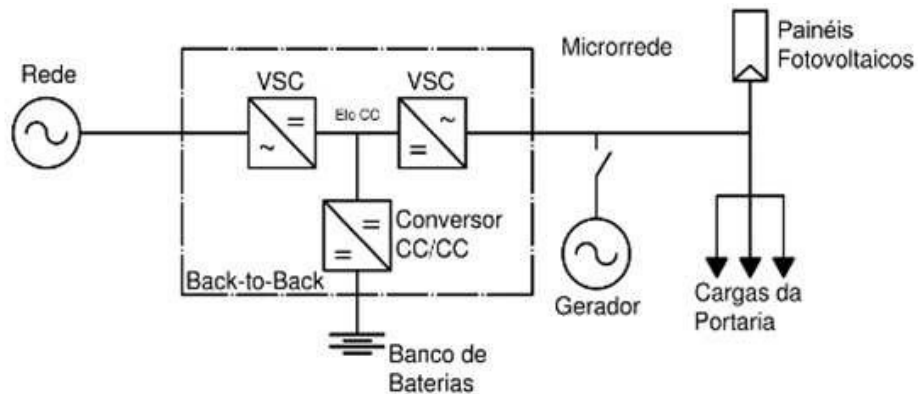 Rede
VSC
Elo CC
VSC
Microrrede
Painéis
Fotovoltaicos
Conversor
CC/CC
Back-to-Back
Banco de
Baterias
Gerador
Cargas da
Portaria